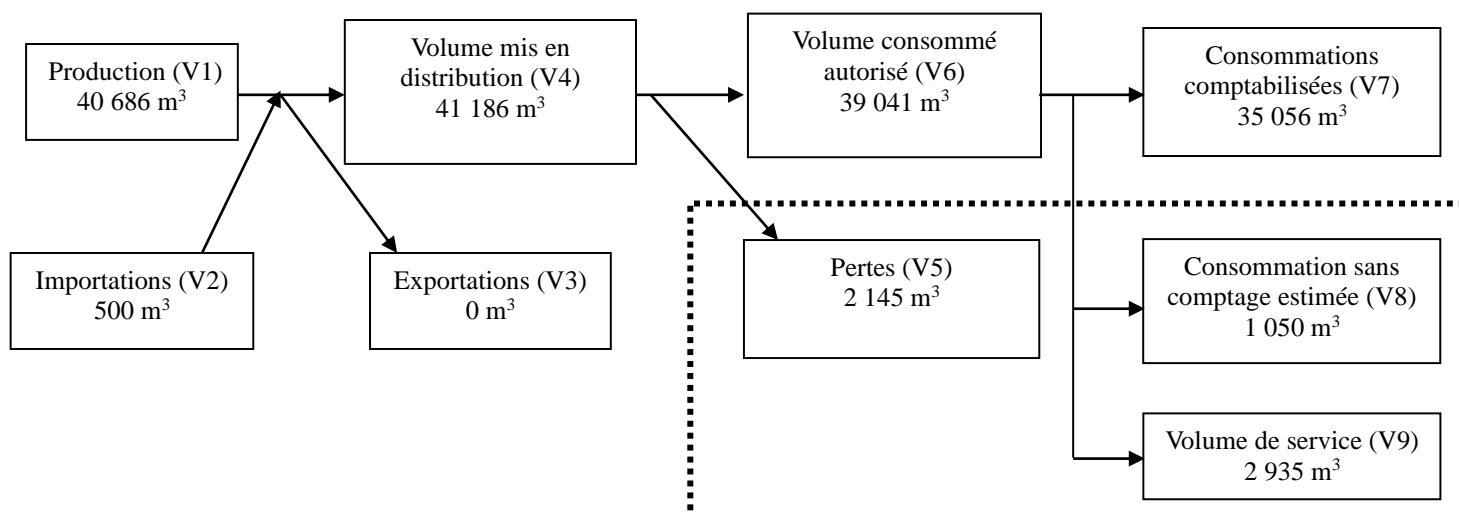 Production (V1)
40 686 m³
Volume mis en
distribution (V4)
41 186 m³
Volume consommé
autorisé (V6)
39 041 m³
Consommations
comptabilisées (V7)
35 056 m³
Importations (V2)
500 m³
Exportations (V3)
0 m³
Pertes (V5)
2 145 m³
Consommation sans
comptage estimée (V8)
1 050 m³
Volume de service (V9)
2 935 m³